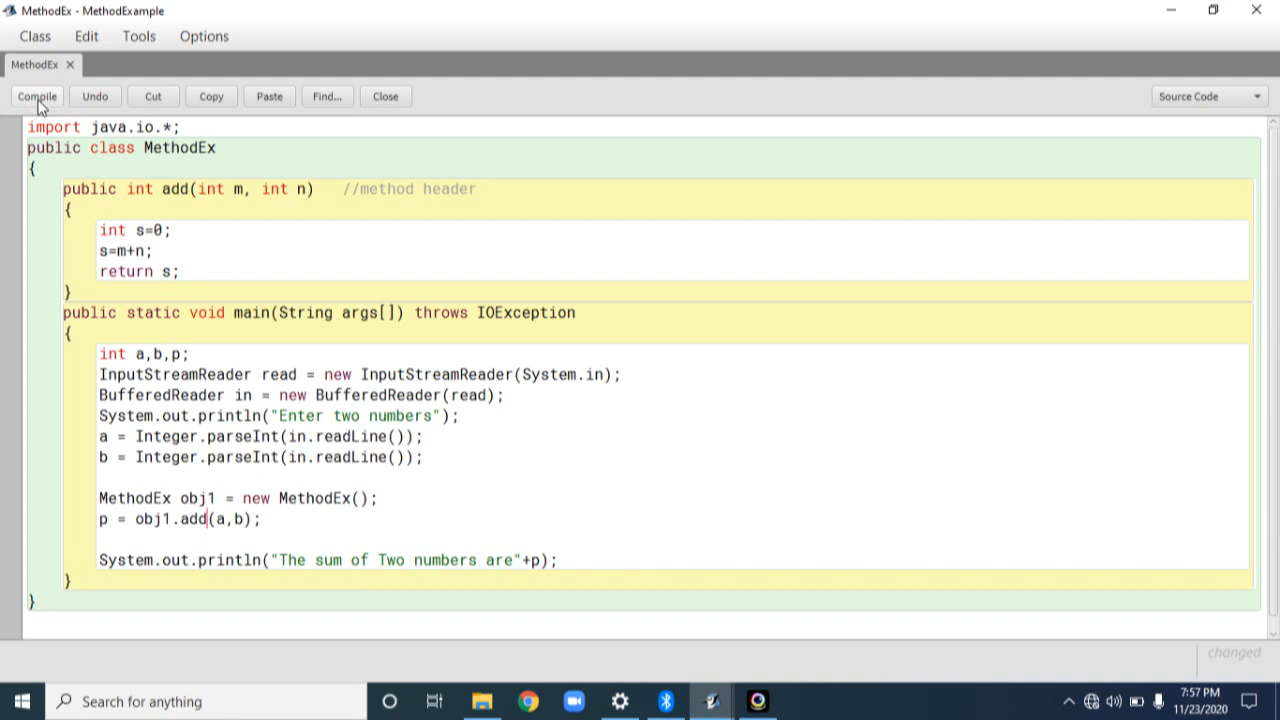 MethodEx - MethodExample
Class Edit Tools Options
MethodEx
Compile Undo Cut Copy Paste Find... Close Source Code
import java.io.*;
public class MethodEx
{
public int add(int m, int n) //method header
{
int s=0;
s=m+n;
return s;
}
public static void main(String args[]) throws IOException
{
int a,b,p;
InputStreamReader read = new InputStreamReader(System.in);
BufferedReader in = new BufferedReader(read);
System.out.println("Enter two numbers");
a = Integer.parseInt(in.readLine());
b = Integer.parseInt(in.readLine());
MethodEx obj1 = new MethodEx();
p = obj1.add(a,b);
System.out.println("The sum of Two numbers are"+p);
}
}
changed
Search for anything
7:57 PM
11/23/2020